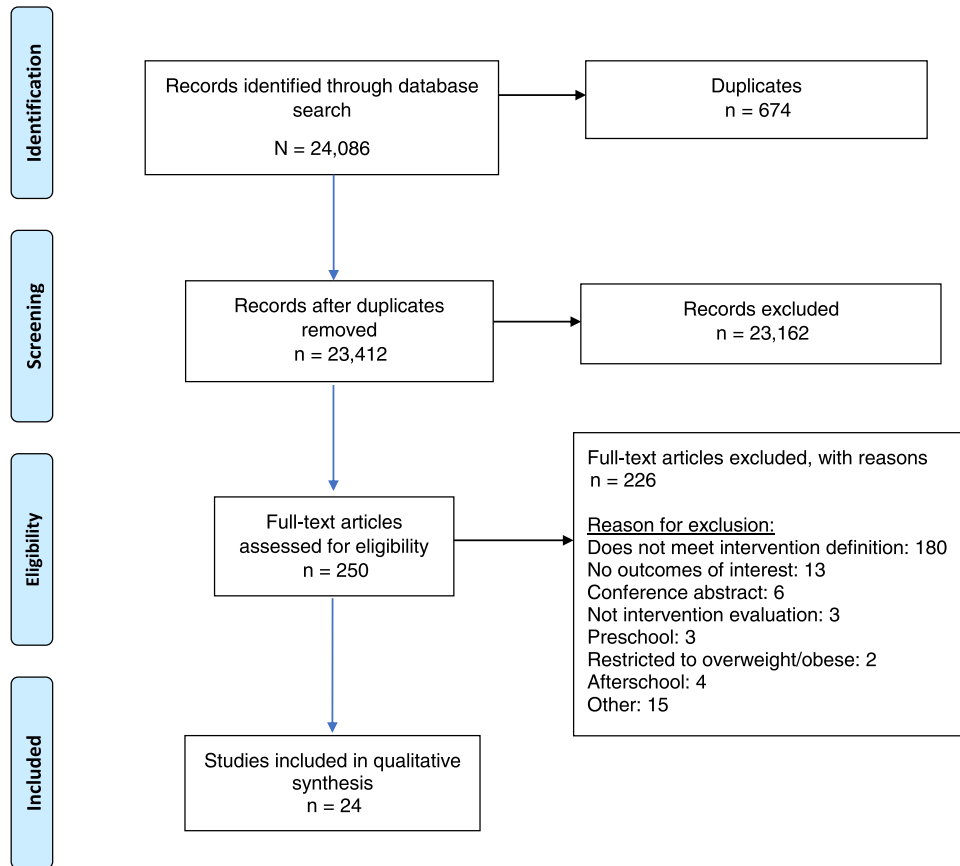 Identification
Records identified through database
search
N = 24,086
Duplicates
n = 674
Screening
Records after duplicates
removed
n = 23,412
Records excluded
n = 23,162
Eligibility
Full-text articles
assessed for eligibility
n = 250
Full-text articles excluded, with reasons
n = 226
Reason for exclusion:
Does not meet intervention definition: 180
No outcomes of interest: 13
Conference abstract: 6
Not intervention evaluation: 3
Preschool: 3
Restricted to overweight/obese: 2
Afterschool: 4
Other: 15
Included
Studies included in qualitative
synthesis
n = 24